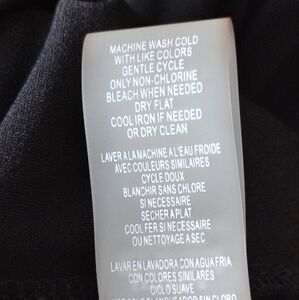 MACHINE WASH COLD
WITH LIKE COLORS
GENTLE CYCLE
ONLY NON-CHLORINE
BLEACH WHEN NEEDED
DRY FLAT
COOL IRON IF NEEDED
OR DRY CLEAN
LAVER A LA MACHINE A L'EAU FROIDE
AVEC COULEURS SIMILAIRES
CYCLE DOUX
BLANCHIR SANS CHLORE
SI NECESSAIRE
SECHER A PLAT
COOL FER SI NECESSAIRE
OU NETTOYAGE A SEC
LAVAR EN LAVADORA CON AGUA FRIA
CON COLORES SIMILARES
CICLO SUAVE